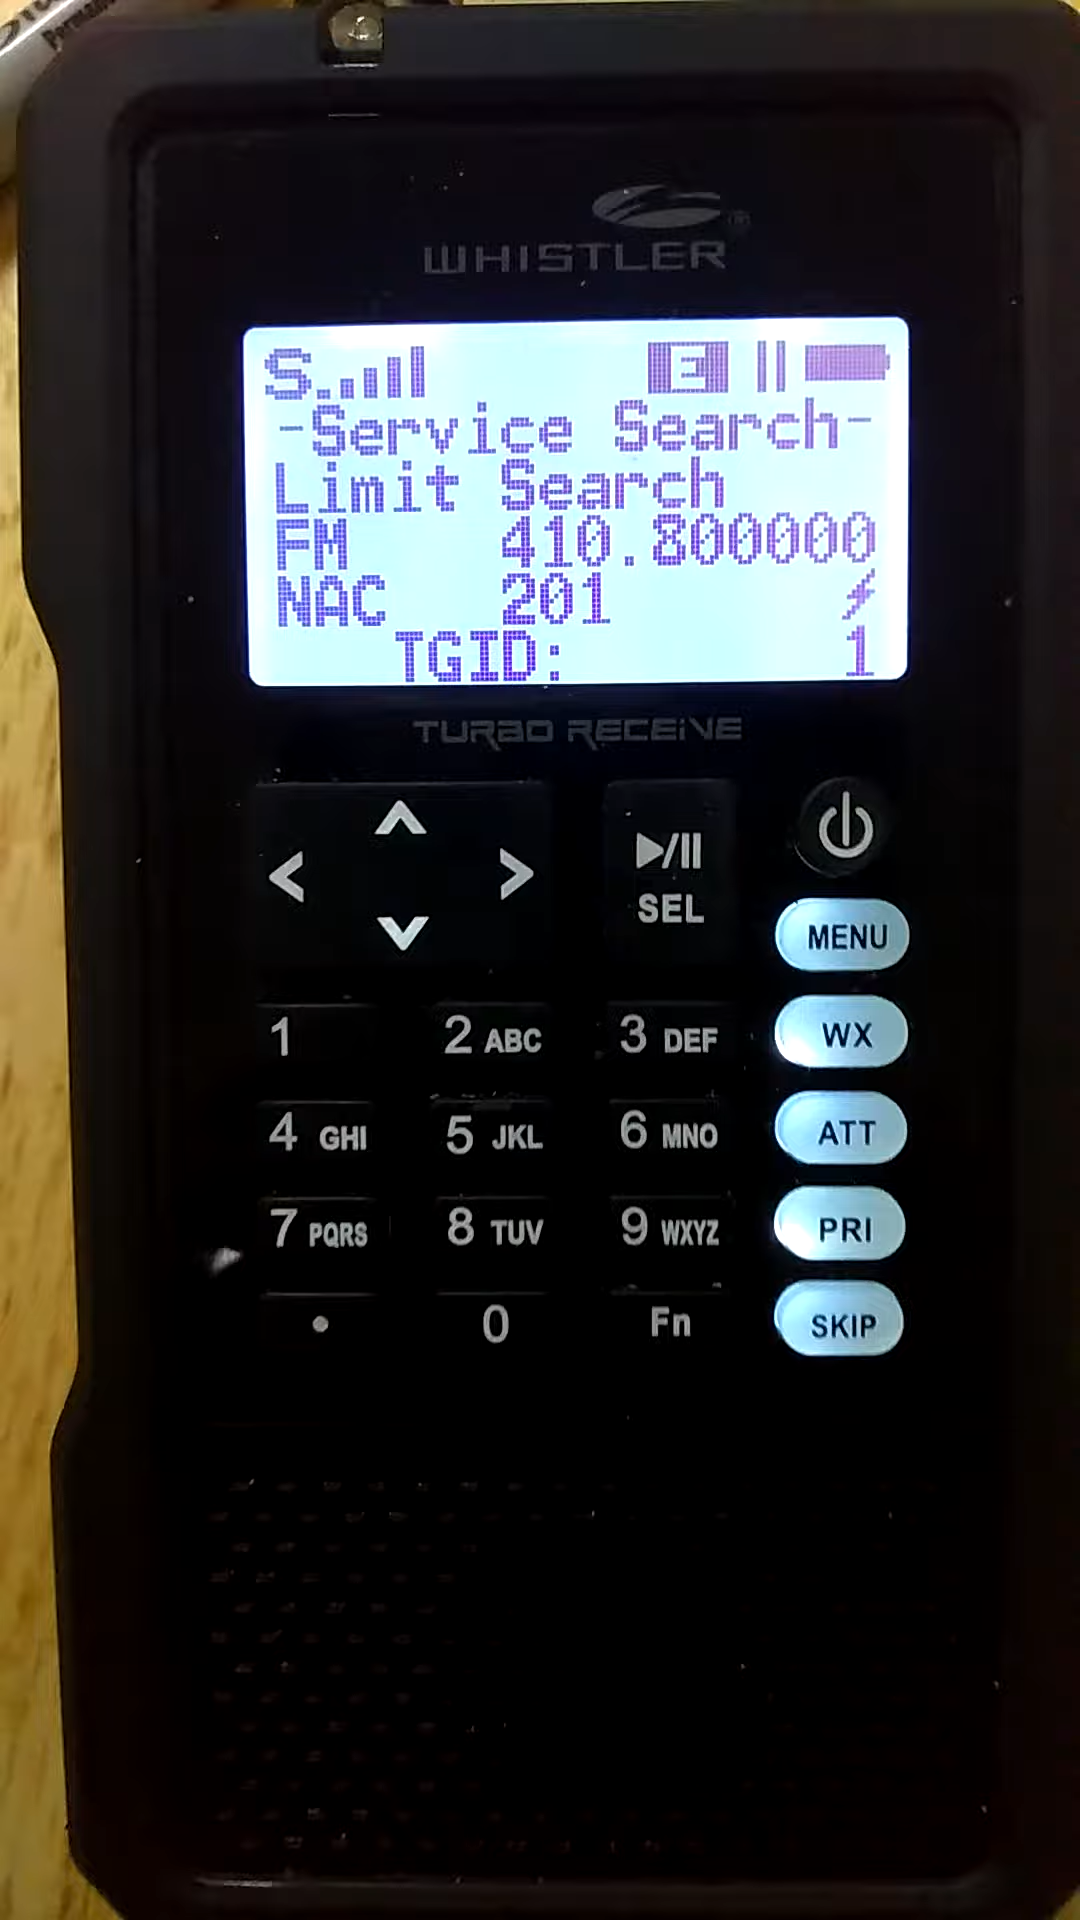 WHISTLER®
S E
-Service Search-
Limit Search
FM 410.800000
NAC 201
TGID: 1
TURBO RECEIVE
▶/II
SEL
MENU
1 2 ABC 3 DEF WX
4 GHI 5 JKL 6 MNO ATT
7 PQRS 8 TUV 9 WXYZ PRI
• 0 Fn SKIP